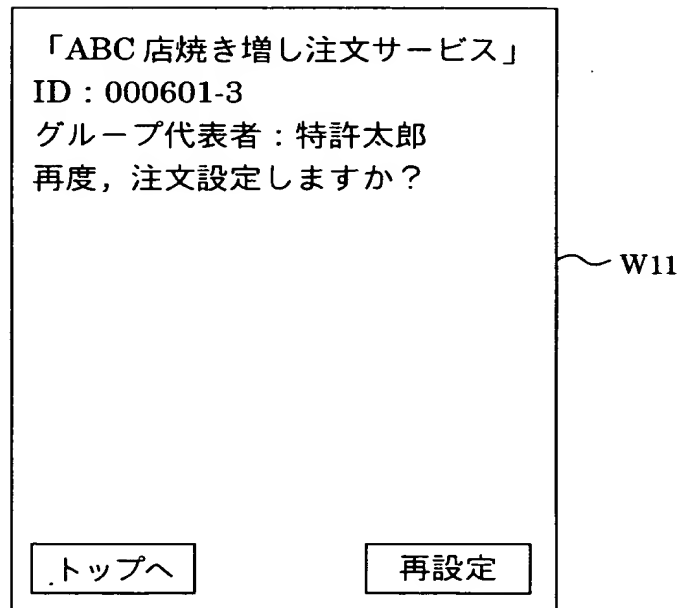 「ABC店焼き増し注文サービス」
ID：000601-3
グループ代表者：特許太郎
再度，注文設定しますか？
W11
トップへ
再設定